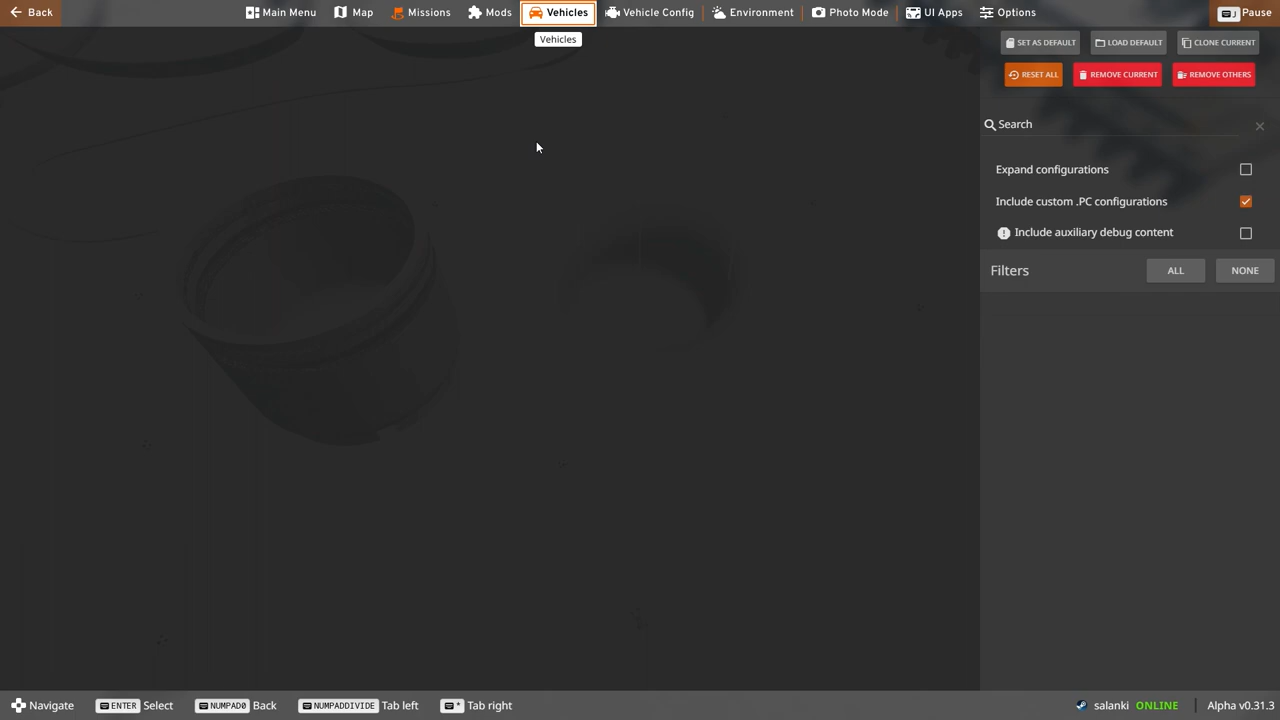 Back
Main Menu
Map
Missions
Mods
Vehicles
Vehicle Config
Environment
Photo Mode
UI Apps
Options
J
Paus
Vehicles
SET AS DEFAULT
LOAD DEFAULT
CLONE CURRENT
RESET ALL
REMOVE CURRENT
REMOVE OTHERS
Search
Expand configurations
Include custom .PC configurations
Include auxiliary debug content
Filters
ALL
NONE
Navigate
ENTER Select
NUMPAD0 Back
NUMPADDIVIDE Tab left
* Tab right
salanki ONLINE
Alpha v0.31.3